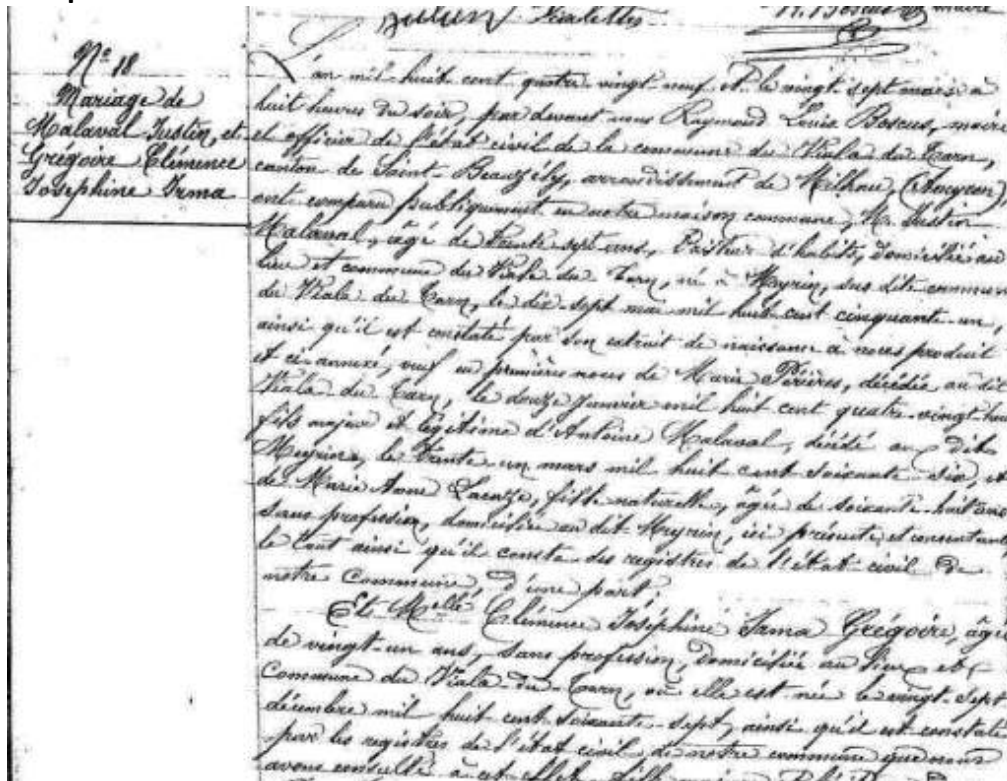 Julien Violettes
N° 18
Mariage de
Malaval Justin, et
Grégoire Clémence
Josephine Irma
L'an mil huit cent quatre vingt neuf et le vingt sept mars à
huit heures du soir, par devant nous Raymond Louis Boscus, maire
et officier de l'état civil de la commune du Viala du Tarn,
canton de Saint-Beauzély, arrondissement de Milhau, (Aveyron)
ont comparu publiquement en notre maison commune, M. Justin
Malaval, âgé de trente sept ans, d'habits, domicilié au
lieu et commune du Viala du Tarn, né à Meyrin, sus dite commune
du Viala du Tarn, le dix-sept mai mil huit cent cinquante-un,
ainsi qu'il est constaté par son extrait de naissance à nous produit
et ci-annexé, veuf en premières noces de Marie, décédée au dit
Viala du Tarn, le douze Janvier mil huit cent quatre-vingt
fils majeur et légitime d'Antoine Malaval, décédé au dit
le trente un mars mil huit cent soixante-six, et
de Marie Anne Lacaze, fille naturelle, âgée de soixante-huit ans
sans profession, domiciliée au dit Meyrin, ici présente et consentante
le tout ainsi qu'il conste des registres de l'état civil de
notre Commune, d'une part;
Et Melle Clémence Joséphine Irma Grégoire, âgée
de vingt-un ans, sans profession, domiciliée au lieu et
Commune du Viala-du-Tarn, où elle est née le vingt-sept
décembre mil huit cent soixante-sept, ainsi qu'il est constaté
par les registres de l'état civil de notre commune que nous
avons consulté à cet effet, fille